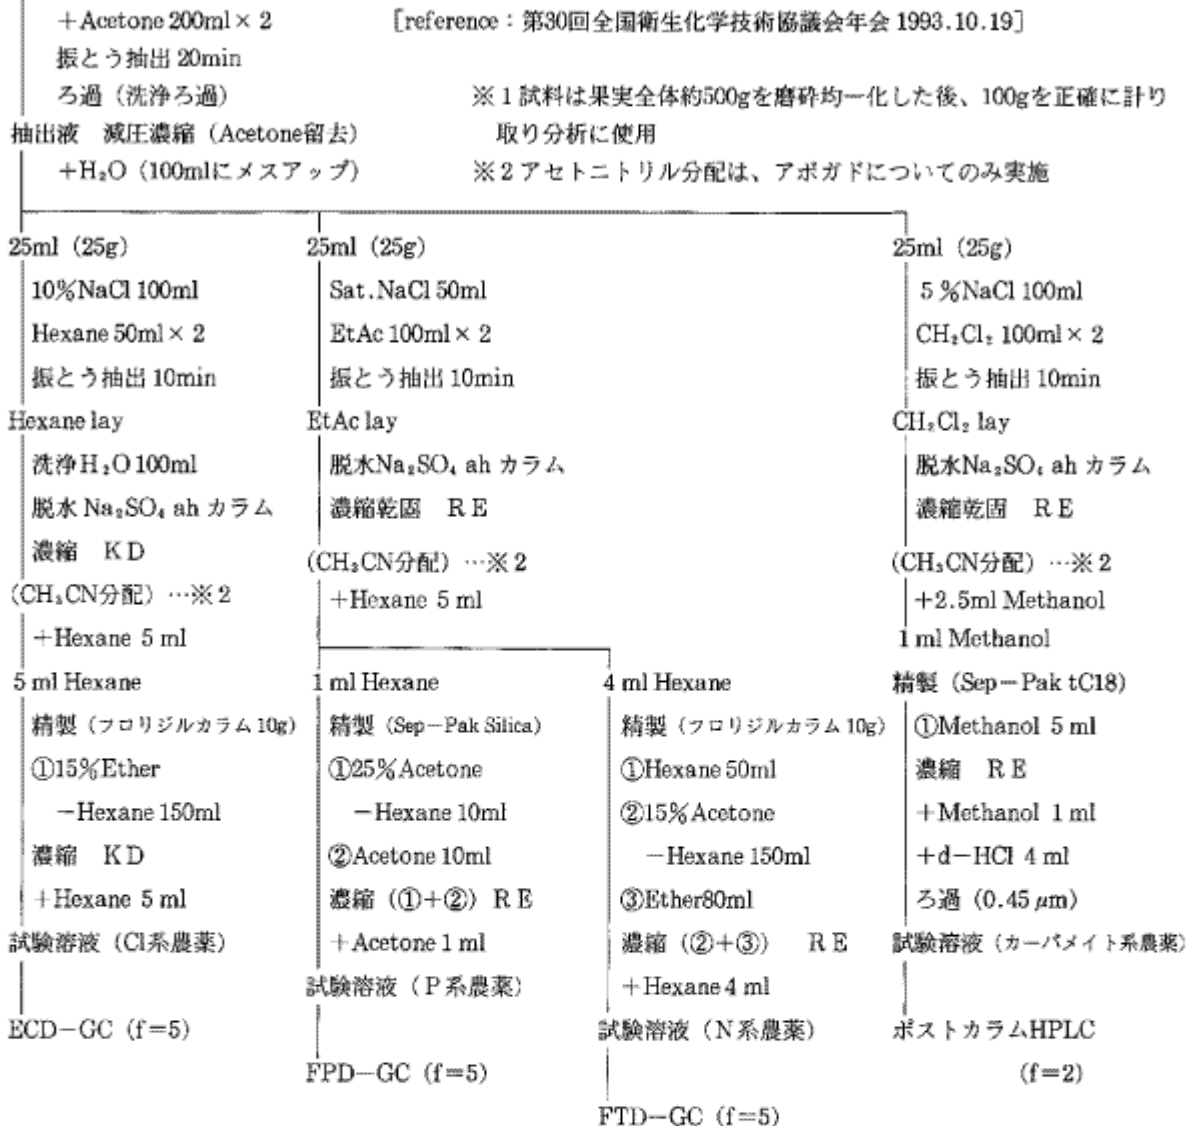 +Acetone 200ml×2　[reference：第30回全国衛生化学技術協議会年会 1993.10.19]
振とう抽出 20min
ろ過（洗浄ろ過）　※1 試料は果実全体約500gを磨砕均一化した後、100gを正確に計り
抽出液　減圧濃縮（Acetone留去）　取り分析に使用
+H₂O（100mlにメスアップ）　※2 アセトニトリル分配は、アボガドについてのみ実施
25ml（25g）
10%NaCl 100ml
Hexane 50ml×2
振とう抽出 10min
Hexane lay
洗浄H₂O 100ml
脱水 Na₂SO₄ ah カラム
濃縮　KD
(CH₃CN分配）…※2
+Hexane 5 ml
5 ml Hexane
精製（フロリジルカラム 10g）
①15%Ether
－Hexane 150ml
濃縮　KD
+Hexane 5 ml
試験溶液（Cl系農薬）
ECD－GC（f＝5）
25ml（25g）
Sat.NaCl 50ml
EtAc 100ml×2
振とう抽出 10min
EtAc lay
脱水Na₂SO₄ ah カラム
濃縮乾固　RE
(CH₃CN分配）…※2
+Hexane 5 ml
1 ml Hexane
精製（Sep－Pak Silica）
①25%Acetone
－Hexane 10ml
②Acetone 10ml
濃縮（①+②）RE
+Acetone 1 ml
試験溶液（P系農薬）
FPD－GC（f＝5）
4 ml Hexane
精製（フロリジルカラム 10g）
①Hexane 50ml
②15%Acetone
－Hexane 150ml
③Ether80ml
濃縮（②+③）　RE
+Hexane 4 ml
試験溶液（N系農薬）
FTD－GC（f＝5）
25ml（25g）
5%NaCl 100ml
CH₂Cl₂ 100ml×2
振とう抽出 10min
CH₂Cl₂ lay
脱水Na₂SO₄ ah カラム
濃縮乾固　RE
(CH₃CN分配）…※2
+2.5ml Methanol
1 ml Methanol
精製（Sep－Pak tC18）
①Methanol 5 ml
濃縮　RE
+Methanol 1 ml
+d－HCl 4 ml
ろ過（0.45μm）
試験溶液（カーバメイト系農薬）
ポストカラムHPLC
（f＝2）